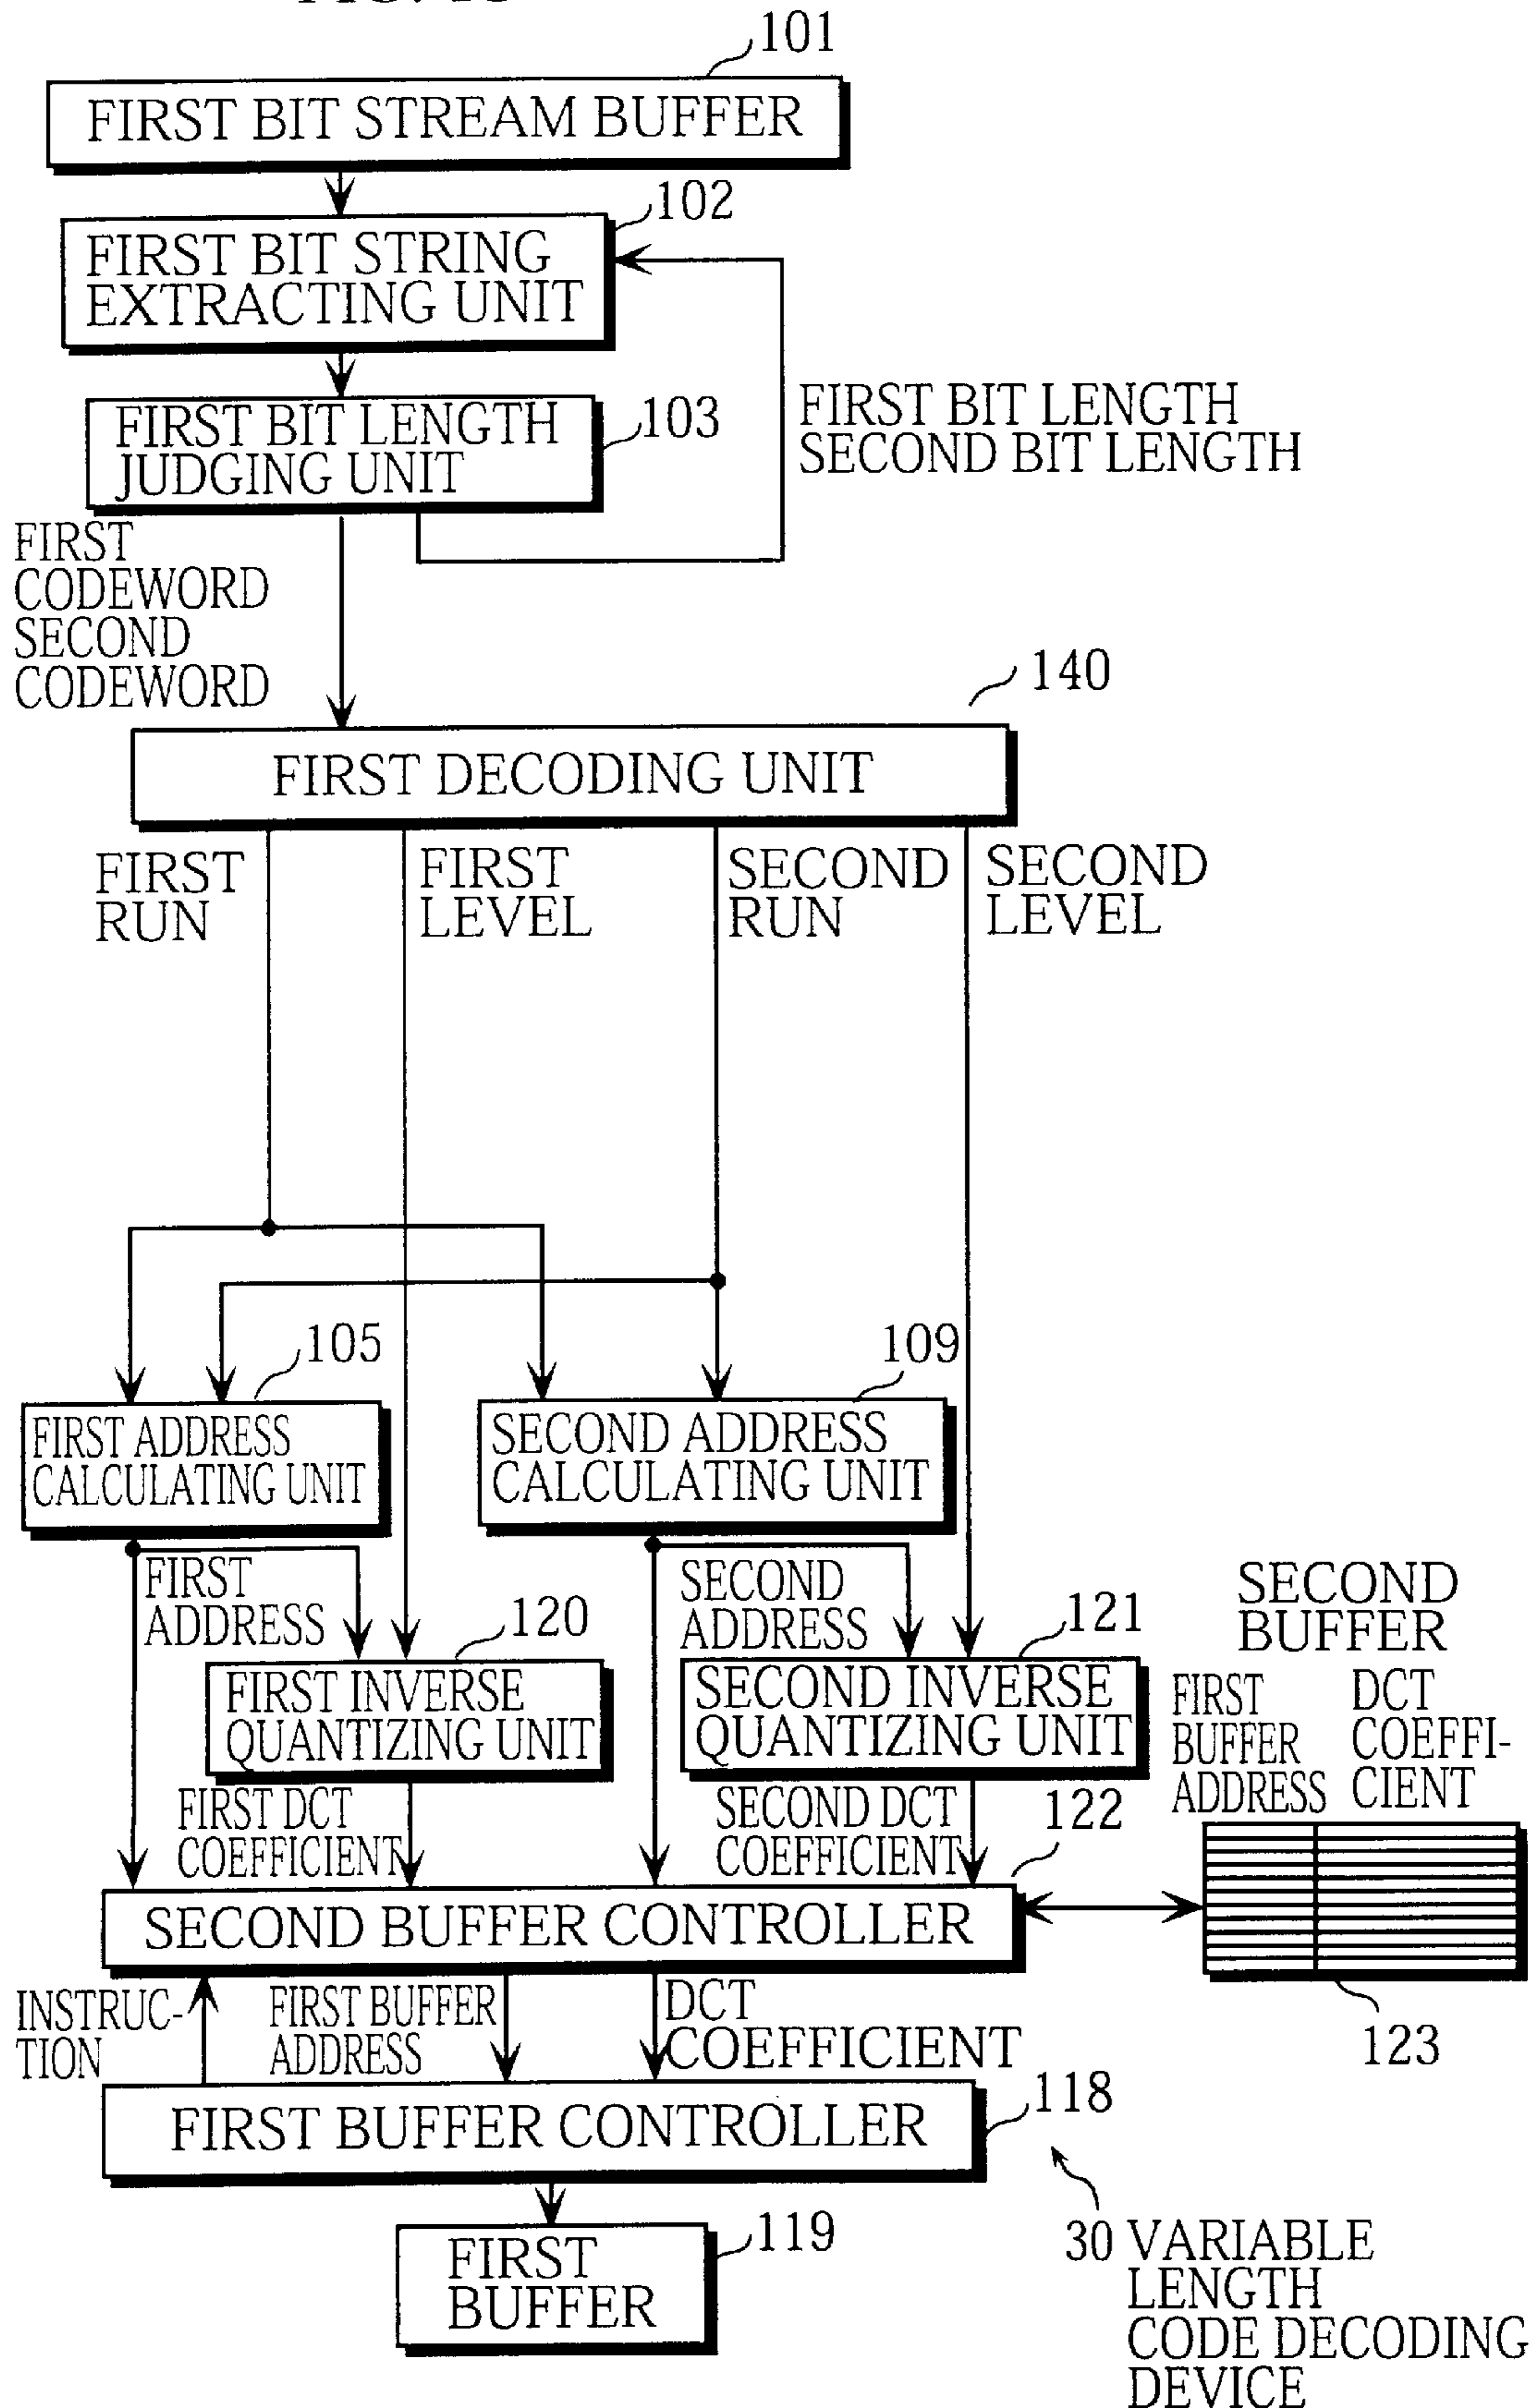 101
FIRST BIT STREAM BUFFER
102
FIRST BIT STRING
EXTRACTING UNIT
FIRST BIT LENGTH
JUDGING UNIT
103
FIRST BIT LENGTH
SECOND BIT LENGTH
FIRST
CODEWORD
SECOND
CODEWORD
140
FIRST DECODING UNIT
FIRST
RUN
FIRST
LEVEL
SECOND
RUN
SECOND
LEVEL
105
109
FIRST ADDRESS
CALCULATING UNIT
SECOND ADDRESS
CALCULATING UNIT
FIRST
ADDRESS
120
SECOND
ADDRESS
121
SECOND
BUFFER
FIRST INVERSE
QUANTIZING UNIT
SECOND INVERSE
QUANTIZING UNIT
FIRST
BUFFER
ADDRESS
DCT
COEFFI-
CIENT
FIRST DCT
COEFFICIENT
SECOND DCT
COEFFICIENT
122
SECOND BUFFER CONTROLLER
123
INSTRUC-
TION
FIRST BUFFER
ADDRESS
DCT
COEFFICIENT
118
FIRST BUFFER CONTROLLER
119
FIRST
BUFFER
30 VARIABLE
LENGTH
CODE DECODING
DEVICE